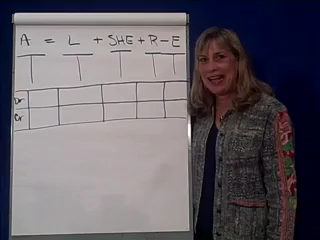 A = L + SHE + R - E
Dr
Cr